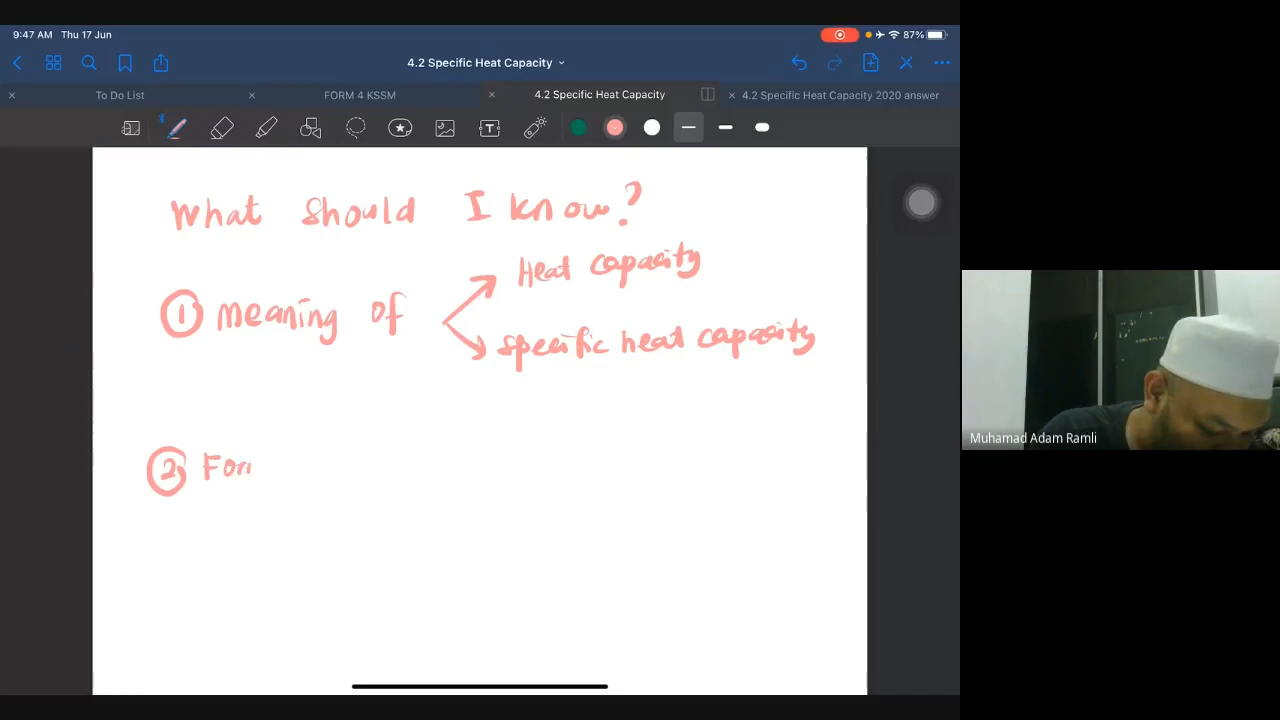 9:47 AM Thu 17 Jun
87%
4.2 Specific Heat Capacity
To Do List
FORM 4 KSSM
4.2 Specific Heat Capacity
4.2 Specific Heat Capacity 2020 answer
What should I know?
① Meaning of
Heat capacity
specific heat capacity
② For
Muhamad Adam Ramli